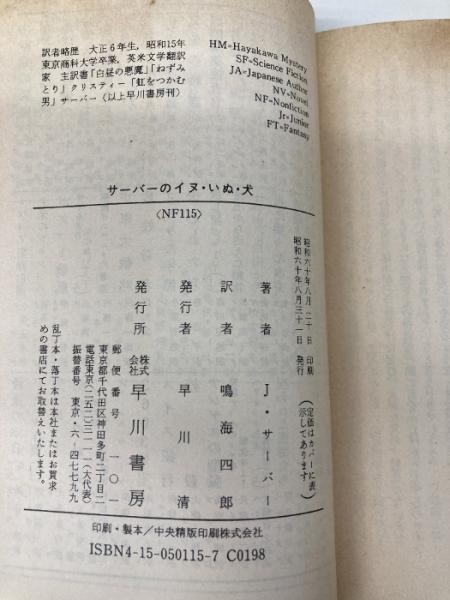 訳者略歴 大正6年生,昭和15年
東京商科大学卒業,英米文学翻訳
家 主訳書「白昼の悪魔」「ねずみ
とり」クリスティー「虹をつかむ
男」サーバー(以上早川書房刊)
HM=Hayakawa Mystery
SF=Science Fiction
JA=Japanese Author
NV=Novel
NF=Nonfiction
Jr=Junior
FT=Fantasy
サーバーのイヌ・いぬ・犬
〈NF115〉
昭和六十年八月二十日 印刷
昭和六十年八月三十一日 発行
(定価はカバーに表
示してあります)
著者 J・サーバー
訳者 鳴海四郎
発行者 早川清
発行所 株式会社 早川書房
郵便番号 一〇一
東京都千代田区神田多町二丁目二
電話東京(二五二)三一一一(大代表)
振替番号 東京・六-四七七九九
乱丁本・落丁本は本社またはお買求
めの書店にてお取替えいたします。
印刷・製本/中央精版印刷株式会社
ISBN4-15-050115-7 C0198